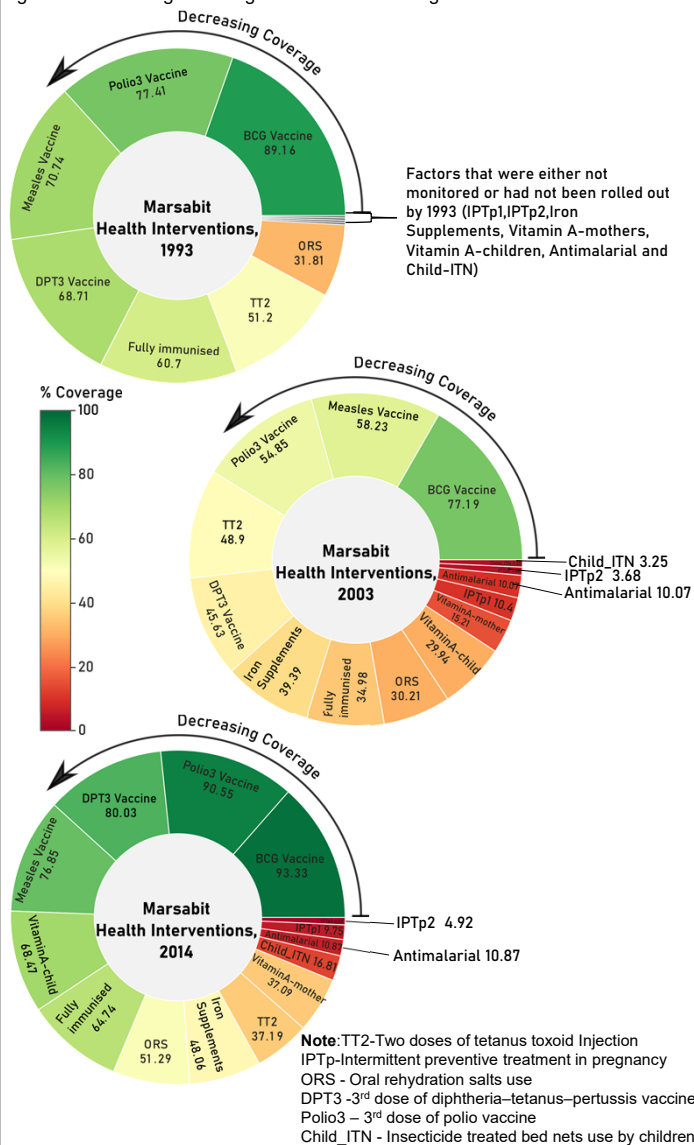 Decreasing Coverage
Polio3 Vaccine
77.41
BCG Vaccine
89.16
Measles Vaccine
70.74
Marsabit
Health Interventions,
1993
Factors that were either not
monitored or had not been rolled out
by 1993 (IPTp1,IPTp2,Iron
Supplements, Vitamin A-mothers,
Vitamin A-children, Antimalarial and
Child-ITN)
ORS
31.81
DPT3 Vaccine
68.71
TT2
51.2
Fully immunised
60.7
Decreasing Coverage
% Coverage
100
80
60
40
20
0
Measles Vaccine
58.23
Polio3 Vaccine
54.85
BCG Vaccine
77.19
TT2
48.9
Marsabit
Health Interventions,
2003
Child_ITN 3.25
IPTp2 3.68
Antimalarial 10.07
Antimalarial 10.07
IPTp1 10.4
VitaminA-mother
15.21
VitaminA-child
29.94
DPT3 Vaccine
45.63
Iron
Supplements
39.39
Fully
immunised
34.98
ORS
30.21
Decreasing Coverage
Polio3 Vaccine
90.55
DPT3 Vaccine
80.03
BCG Vaccine
93.33
Measles Vaccine
76.85
Marsabit
Health Interventions,
2014
IPTp2 4.92
IPTp1 9.75
Antimalarial 10.87
Antimalarial 10.87
Child_ITN 16.81
VitaminA-mother
37.09
VitaminA-child
68.47
Fully
immunised
64.74
ORS
51.29
Iron
Supplements
48.06
TT2
37.19
Note:TT2-Two doses of tetanus toxoid Injection
IPTp-Intermittent preventive treatment in pregnancy
ORS - Oral rehydration salts use
DPT3 -3rd dose of diphtheria–tetanus–pertussis vaccine
Polio3 – 3rd dose of polio vaccine
Child_ITN - Insecticide treated bed nets use by children